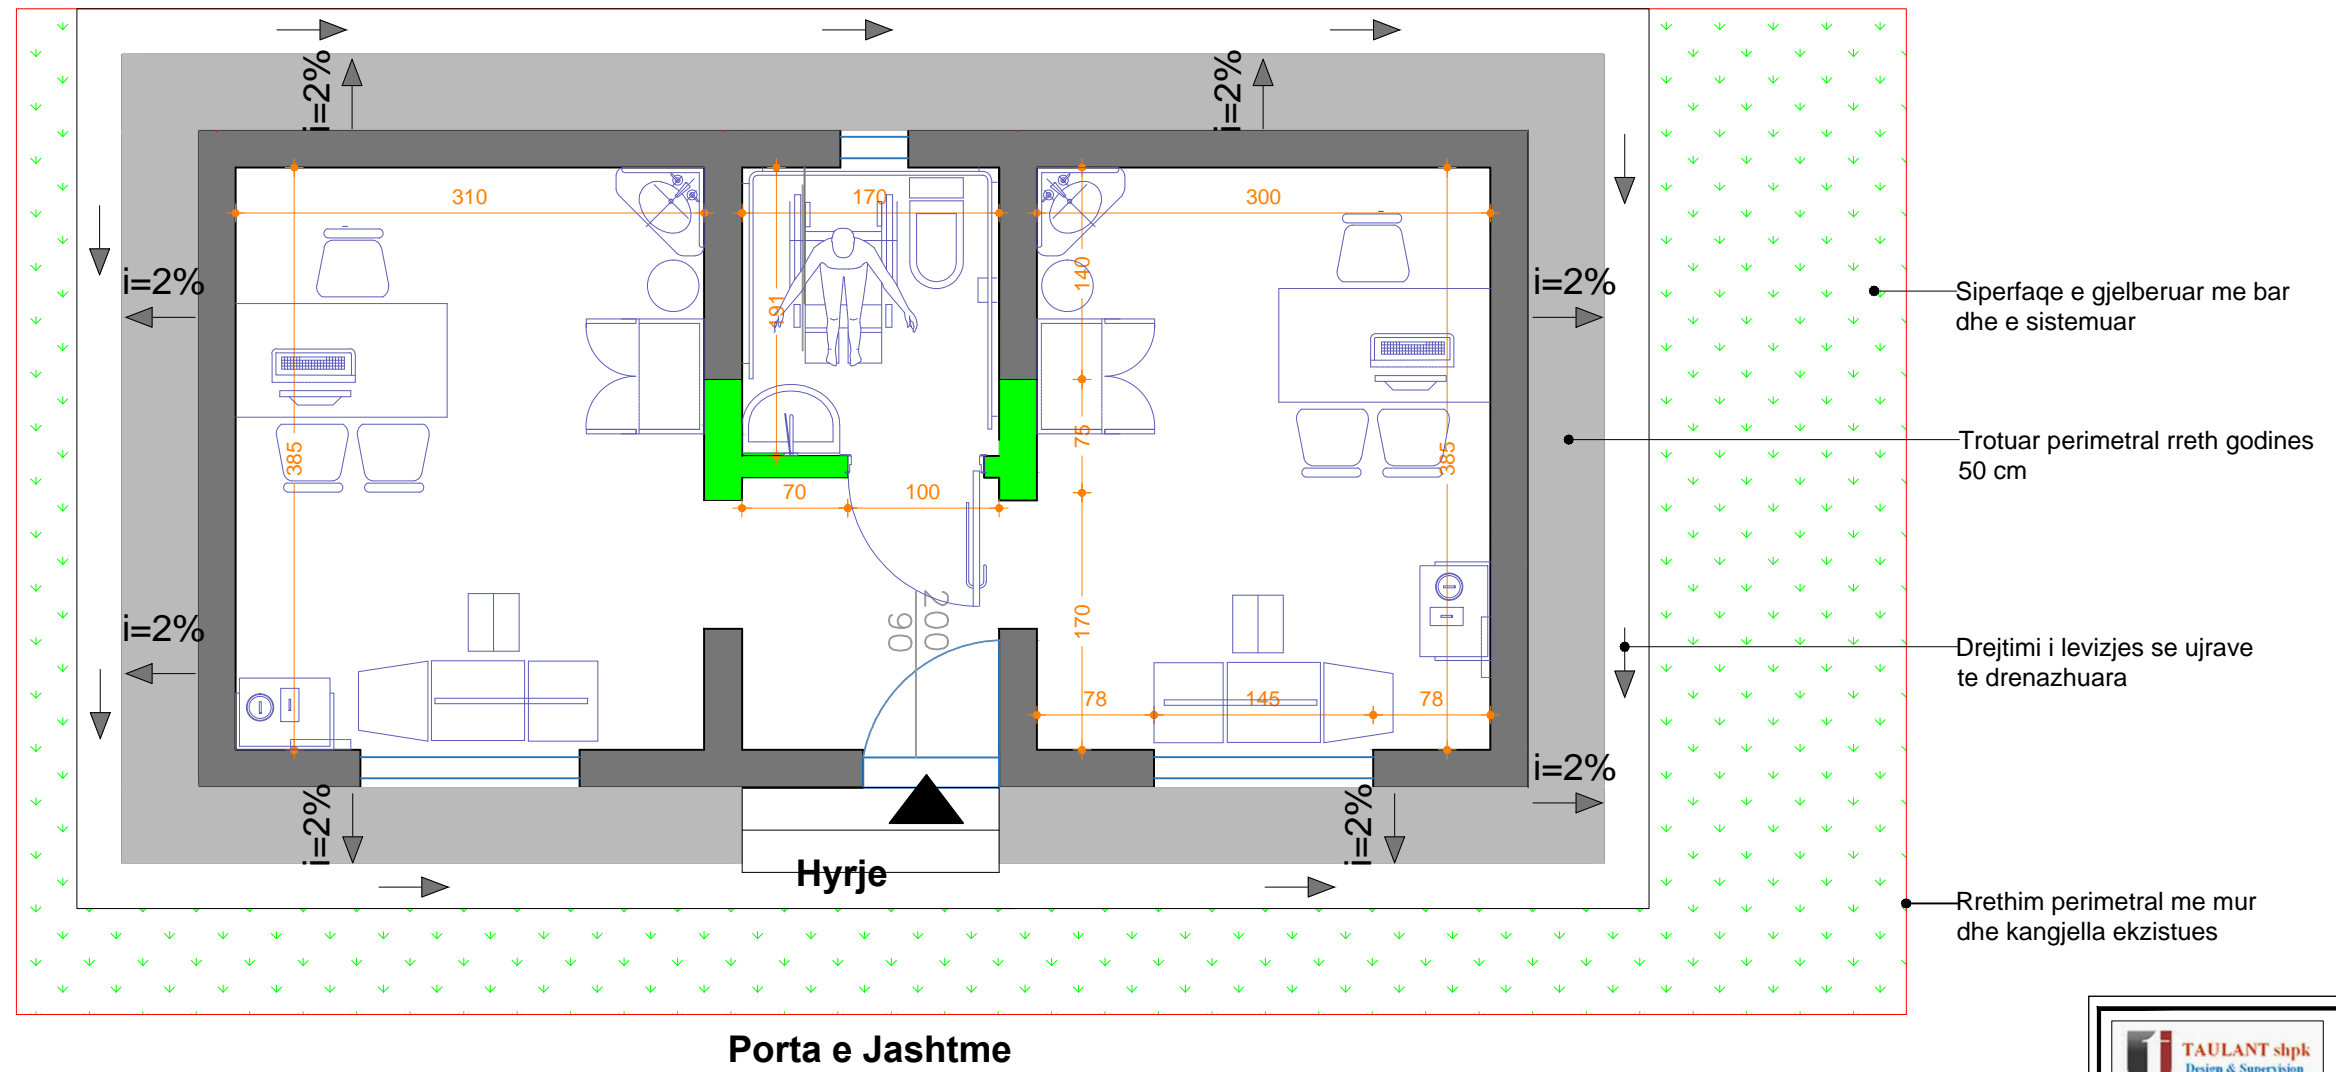 i=2%
i=2%
310
170
300
i=2%
i=2%
140
191
Siperfaqe e gjelberuar me bar
dhe e sistemuar
385
75
385
Trotuar perimetral rreth godines
50 cm
70
100
i=2%
200
90
170
Drejtimi i levizjes se ujrave
te drenazhuara
78
145
78
i=2%
i=2%
i=2%
Hyrje
Rrethim perimetral me mur
dhe kangjella ekzistues
Porta e Jashtme
TAULANT shpk
Design & Supervision